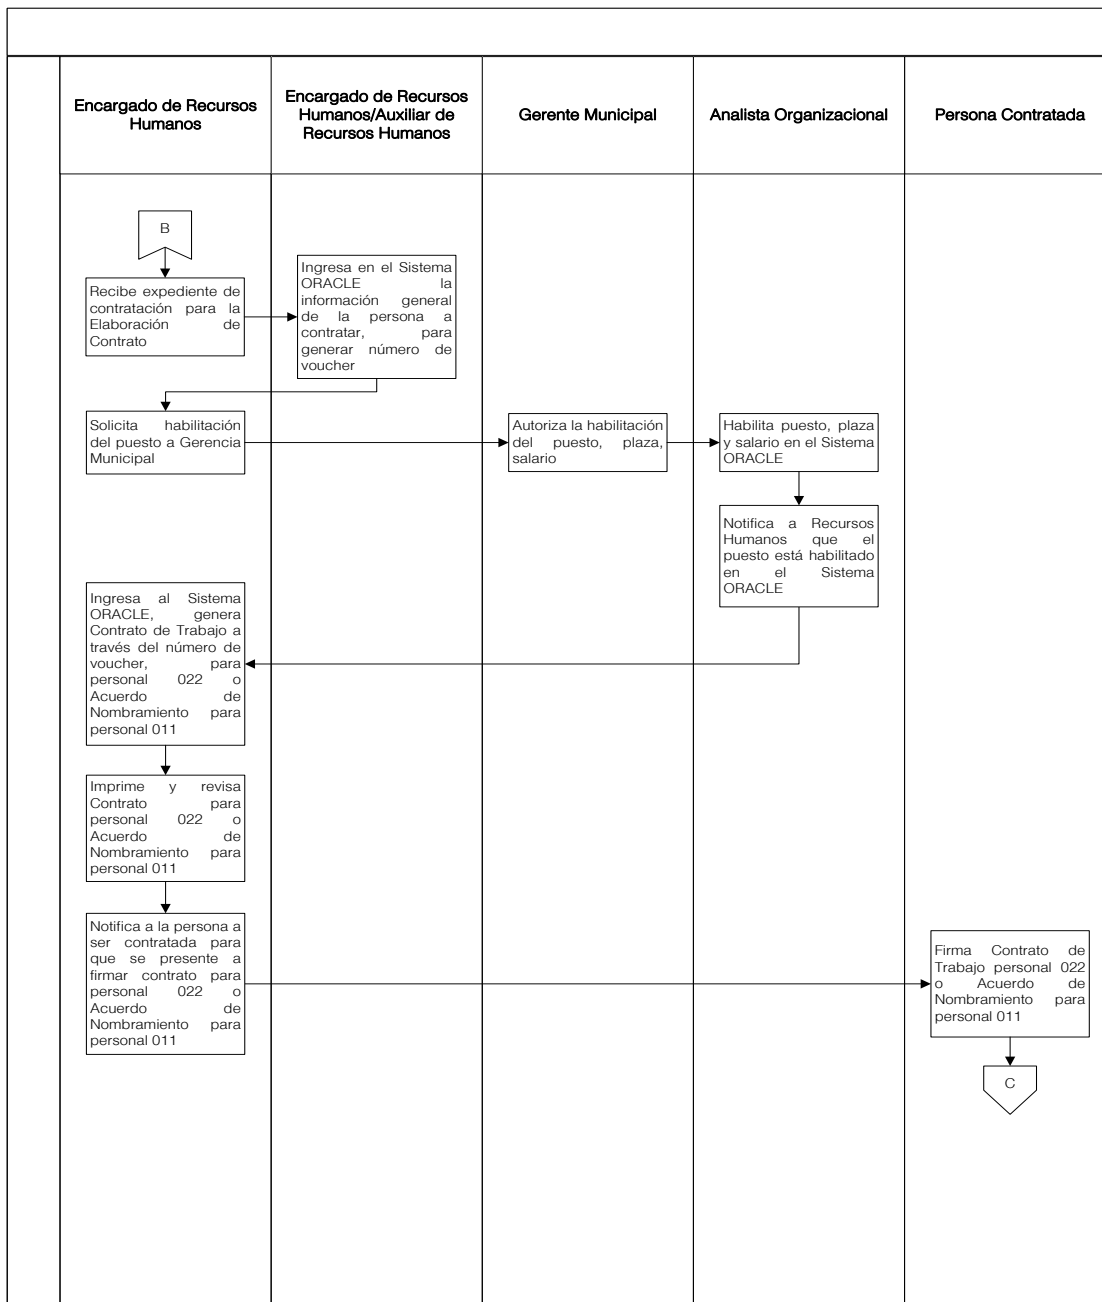 Encargado de Recursos
Humanos
Encargado de Recursos
Humanos/Auxiliar de
Recursos Humanos
Gerente Municipal
Analista Organizacional
Persona Contratada
B
Recibe expediente de
contratación para la
Elaboración de
Contrato
Ingresa en el Sistema
ORACLE la
información general
de la persona a
contratar, para
generar número de
voucher
Solicita habilitación
del puesto a Gerencia
Municipal
Autoriza la habilitación
del puesto, plaza,
salario
Habilita puesto, plaza
y salario en el Sistema
ORACLE
Notifica a Recursos
Humanos que el
puesto está habilitado
en el Sistema
ORACLE
Ingresa al Sistema
ORACLE, genera
Contrato de Trabajo a
través del número de
voucher, para
personal 022 o
Acuerdo de
Nombramiento para
personal 011
Imprime y revisa
Contrato para
personal 022 o
Acuerdo de
Nombramiento para
personal 011
Notifica a la persona a
ser contratada para
que se presente a
firmar contrato para
personal 022 o
Acuerdo de
Nombramiento para
personal 011
Firma Contrato de
Trabajo personal 022
o Acuerdo de
Nombramiento para
personal 011
C